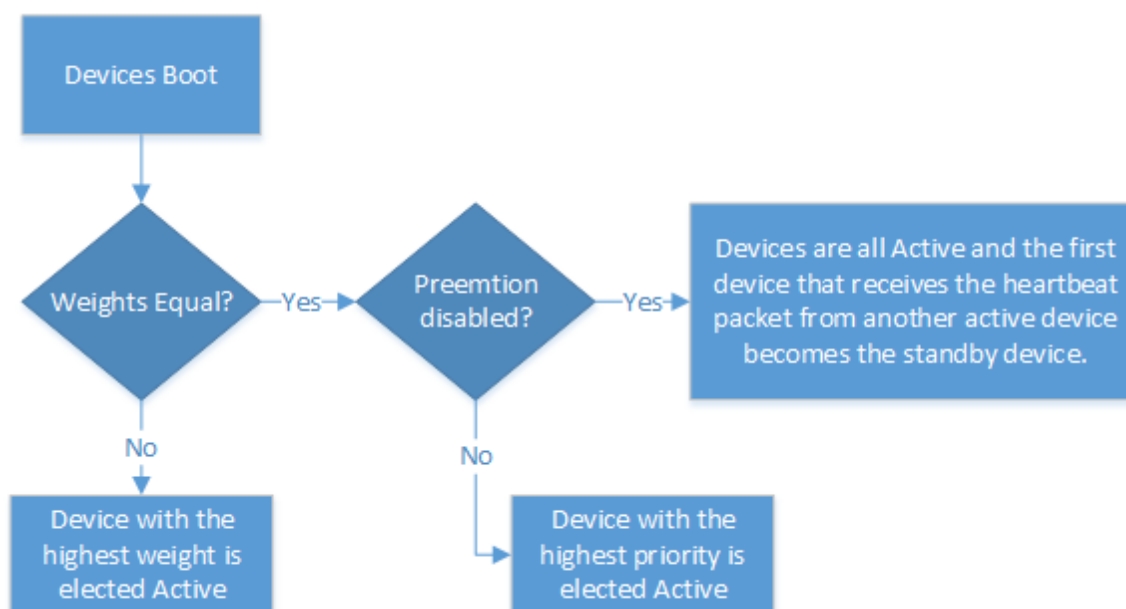 Devices Boot
Weights Equal?
Yes
Preemtion
disabled?
Yes
Devices are all Active and the first
device that receives the heartbeat
packet from another active device
becomes the standby device.
No
No
Device with the
highest weight is
elected Active
Device with the
highest priority is
elected Active